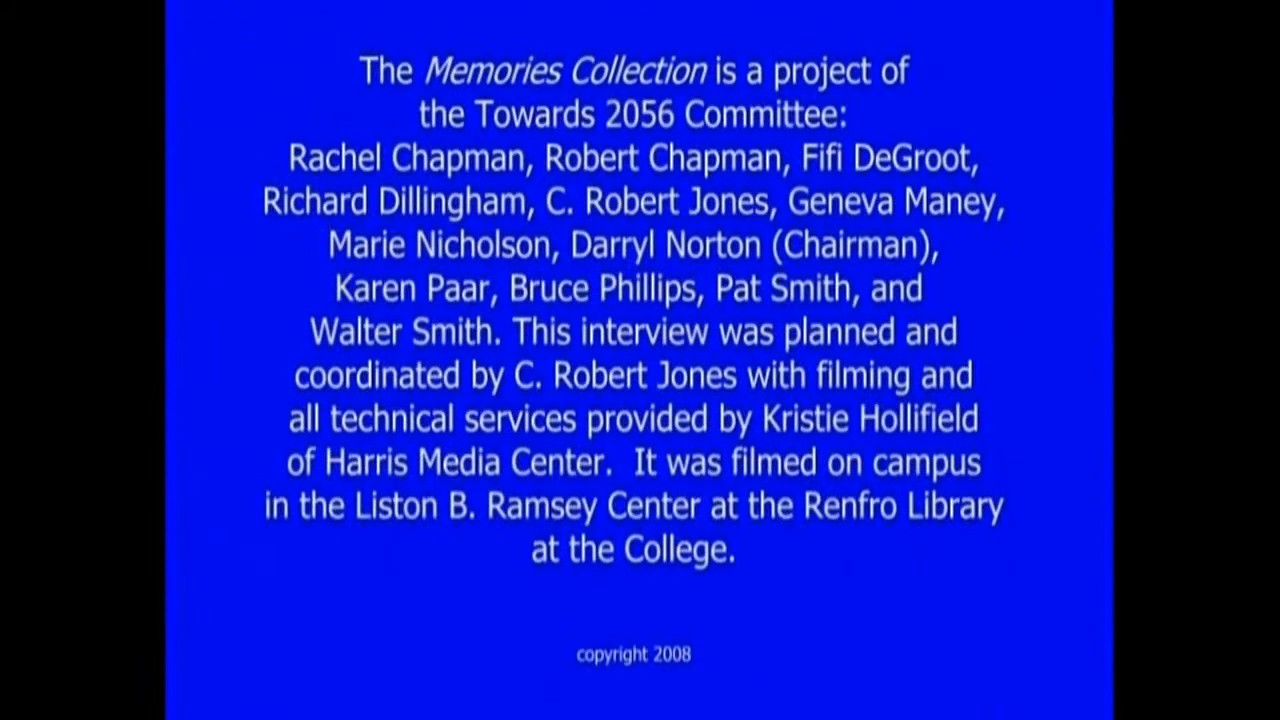 The Memories Collection is a project of
the Towards 2056 Committee:
Rachel Chapman, Robert Chapman, Fifi DeGroot,
Richard Dillingham, C. Robert Jones, Geneva Maney,
Marie Nicholson, Darryl Norton (Chairman),
Karen Paar, Bruce Phillips, Pat Smith, and
Walter Smith. This interview was planned and
coordinated by C. Robert Jones with filming and
all technical services provided by Kristie Hollifield
of Harris Media Center.  It was filmed on campus
in the Liston B. Ramsey Center at the Renfro Library
at the College.
copyright 2008